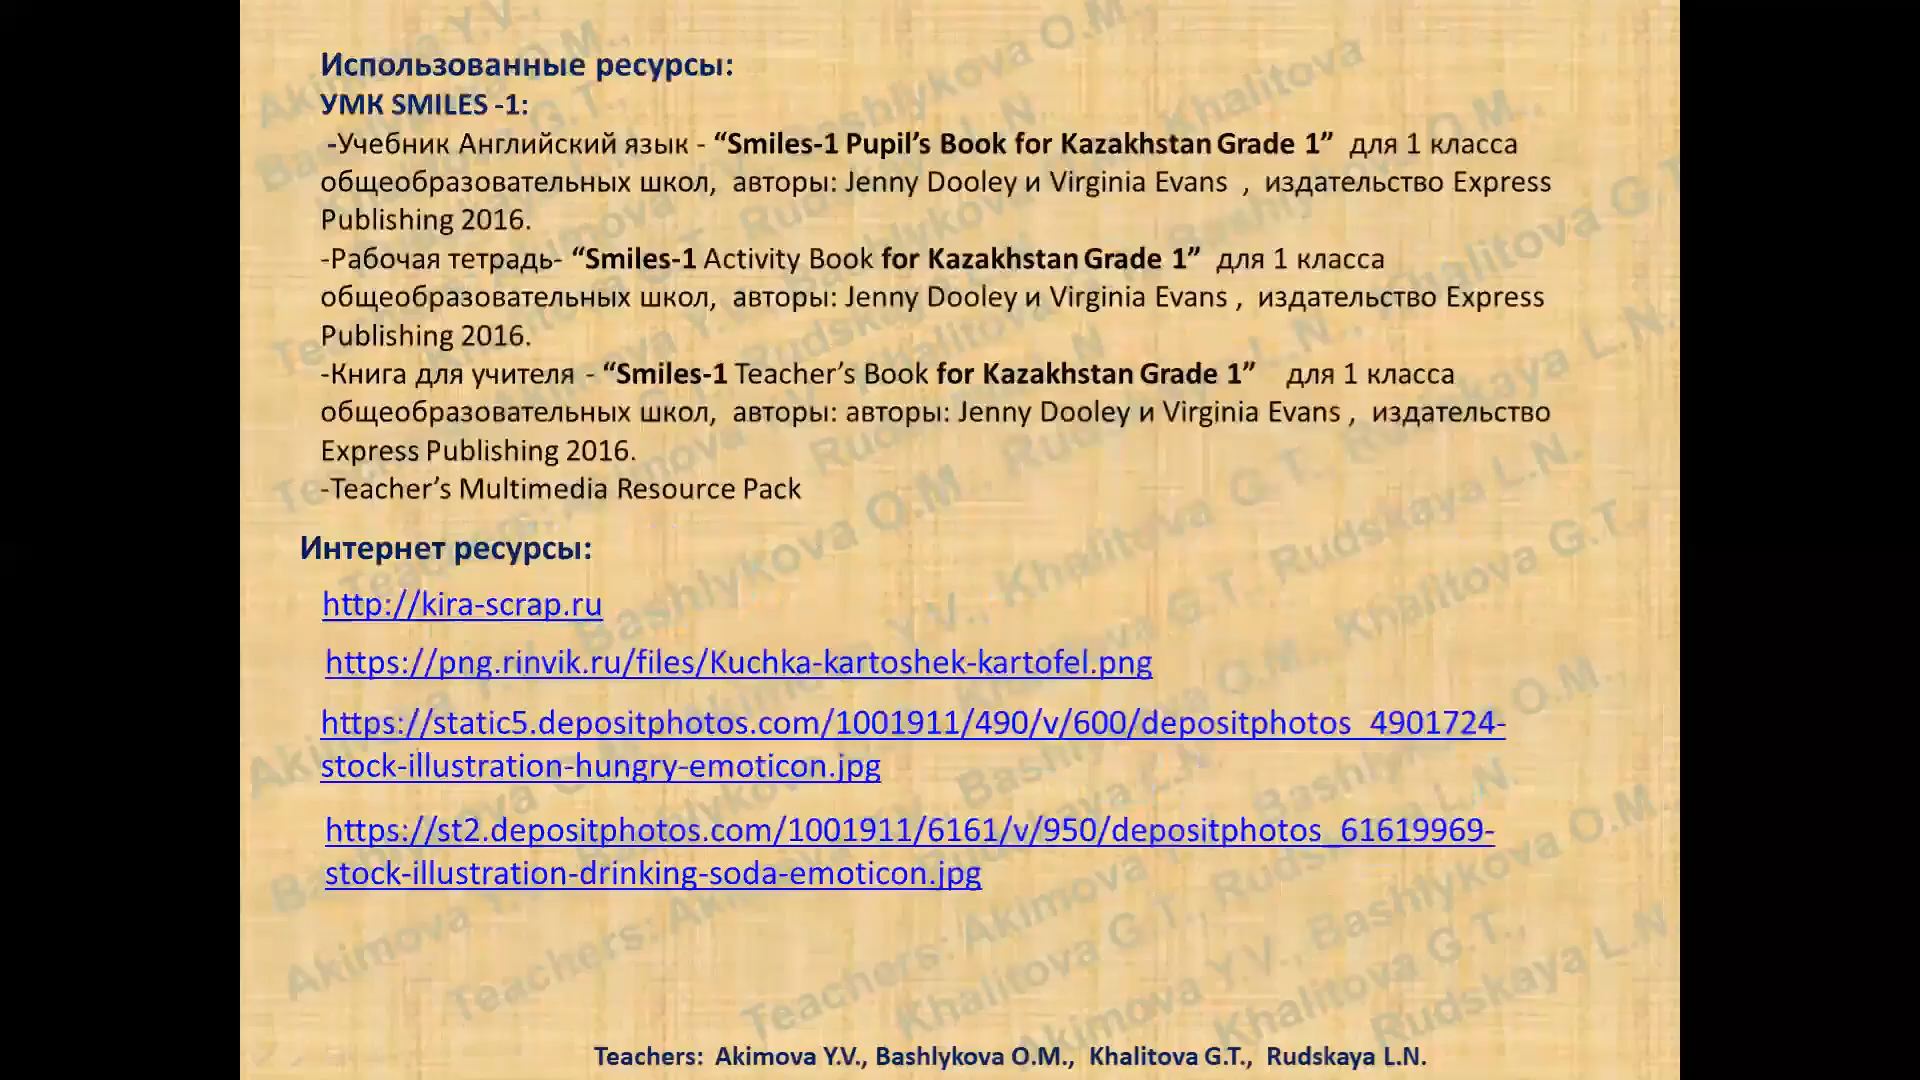 Использованные ресурсы:
УМК SMILES -1:
-Учебник Английский язык - “Smiles-1 Pupil’s Book for Kazakhstan Grade 1” для 1 класса
общеобразовательных школ, авторы: Jenny Dooley и Virginia Evans , издательство Express
Publishing 2016.
-Рабочая тетрадь- “Smiles-1 Activity Book for Kazakhstan Grade 1” для 1 класса
общеобразовательных школ, авторы: Jenny Dooley и Virginia Evans , издательство Express
Publishing 2016.
-Книга для учителя - “Smiles-1 Teacher’s Book for Kazakhstan Grade 1” для 1 класса
общеобразовательных школ, авторы: авторы: Jenny Dooley и Virginia Evans , издательство
Express Publishing 2016.
-Teacher’s Multimedia Resource Pack
Интернет ресурсы:
http://kira-scrap.ru
https://png.rinvik.ru/files/Kuchka-kartoshek-kartofel.png
https://static5.depositphotos.com/1001911/490/v/600/depositphotos_4901724-
stock-illustration-hungry-emoticon.jpg
https://st2.depositphotos.com/1001911/6161/v/950/depositphotos_61619969-
stock-illustration-drinking-soda-emoticon.jpg
Teachers: Akimova Y.V., Bashlykova O.M., Khalitova G.T., Rudskaya L.N.